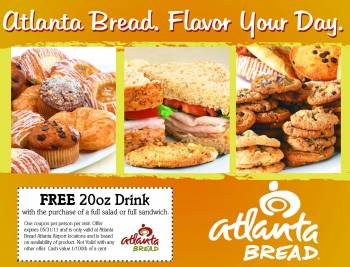 Atlanta Bread. Flavor Your Day.
FREE 20oz Drink
with the purchase of a full salad or full sandwich.
One coupon per person per visit. Offer
expires 05/31/11 and is only valid at Atlanta
Bread Atlanta Airport locations and is based
on availability of product. Not Valid with any
other offer. Cash value 1/100th of a cent
atlanta
BREAD
atlanta
BREAD.